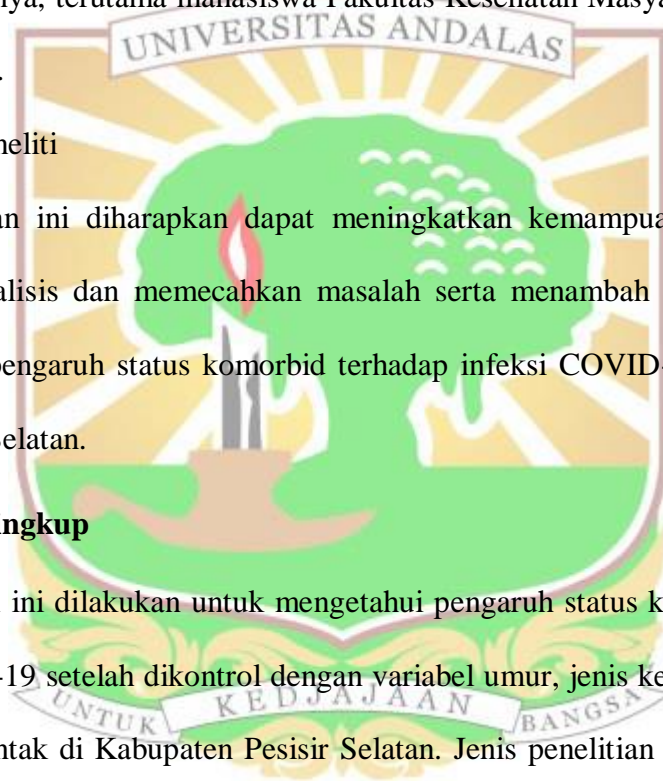 nya, terutama mahasiswa Fakultas Kesehatan Masya
UNIVERSITAS ANDALAS
.
neliti
an ini diharapkan dapat meningkatkan kemampua
alisis dan memecahkan masalah serta menambah
pengaruh status komorbid terhadap infeksi COVID-
Selatan.
ingkup
ini dilakukan untuk mengetahui pengaruh status k
-19 setelah dikontrol dengan variabel umur, jenis ke
UNTUK KEDJAJAAN BANGSA
ntak di Kabupaten Pesisir Selatan. Jenis penelitian